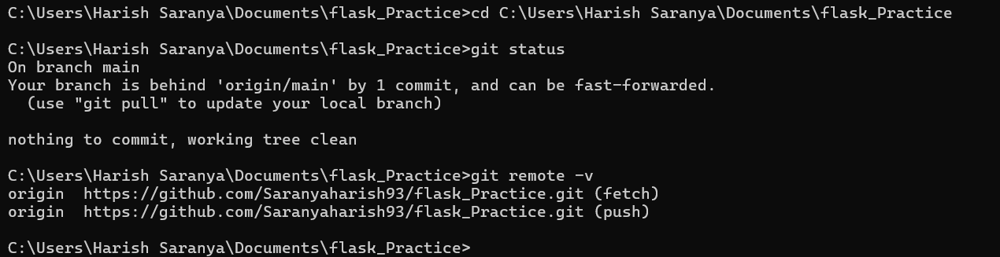 C:\Users\Harish Saranya\Documents\flask_Practice>cd C:\Users\Harish Saranya\Documents\flask_Practice
C:\Users\Harish Saranya\Documents\flask_Practice>git status
On branch main
Your branch is behind 'origin/main' by 1 commit, and can be fast-forwarded.
  (use "git pull" to update your local branch)
nothing to commit, working tree clean
C:\Users\Harish Saranya\Documents\flask_Practice>git remote -v
origin  https://github.com/Saranyaharish93/flask_Practice.git (fetch)
origin  https://github.com/Saranyaharish93/flask_Practice.git (push)
C:\Users\Harish Saranya\Documents\flask_Practice>